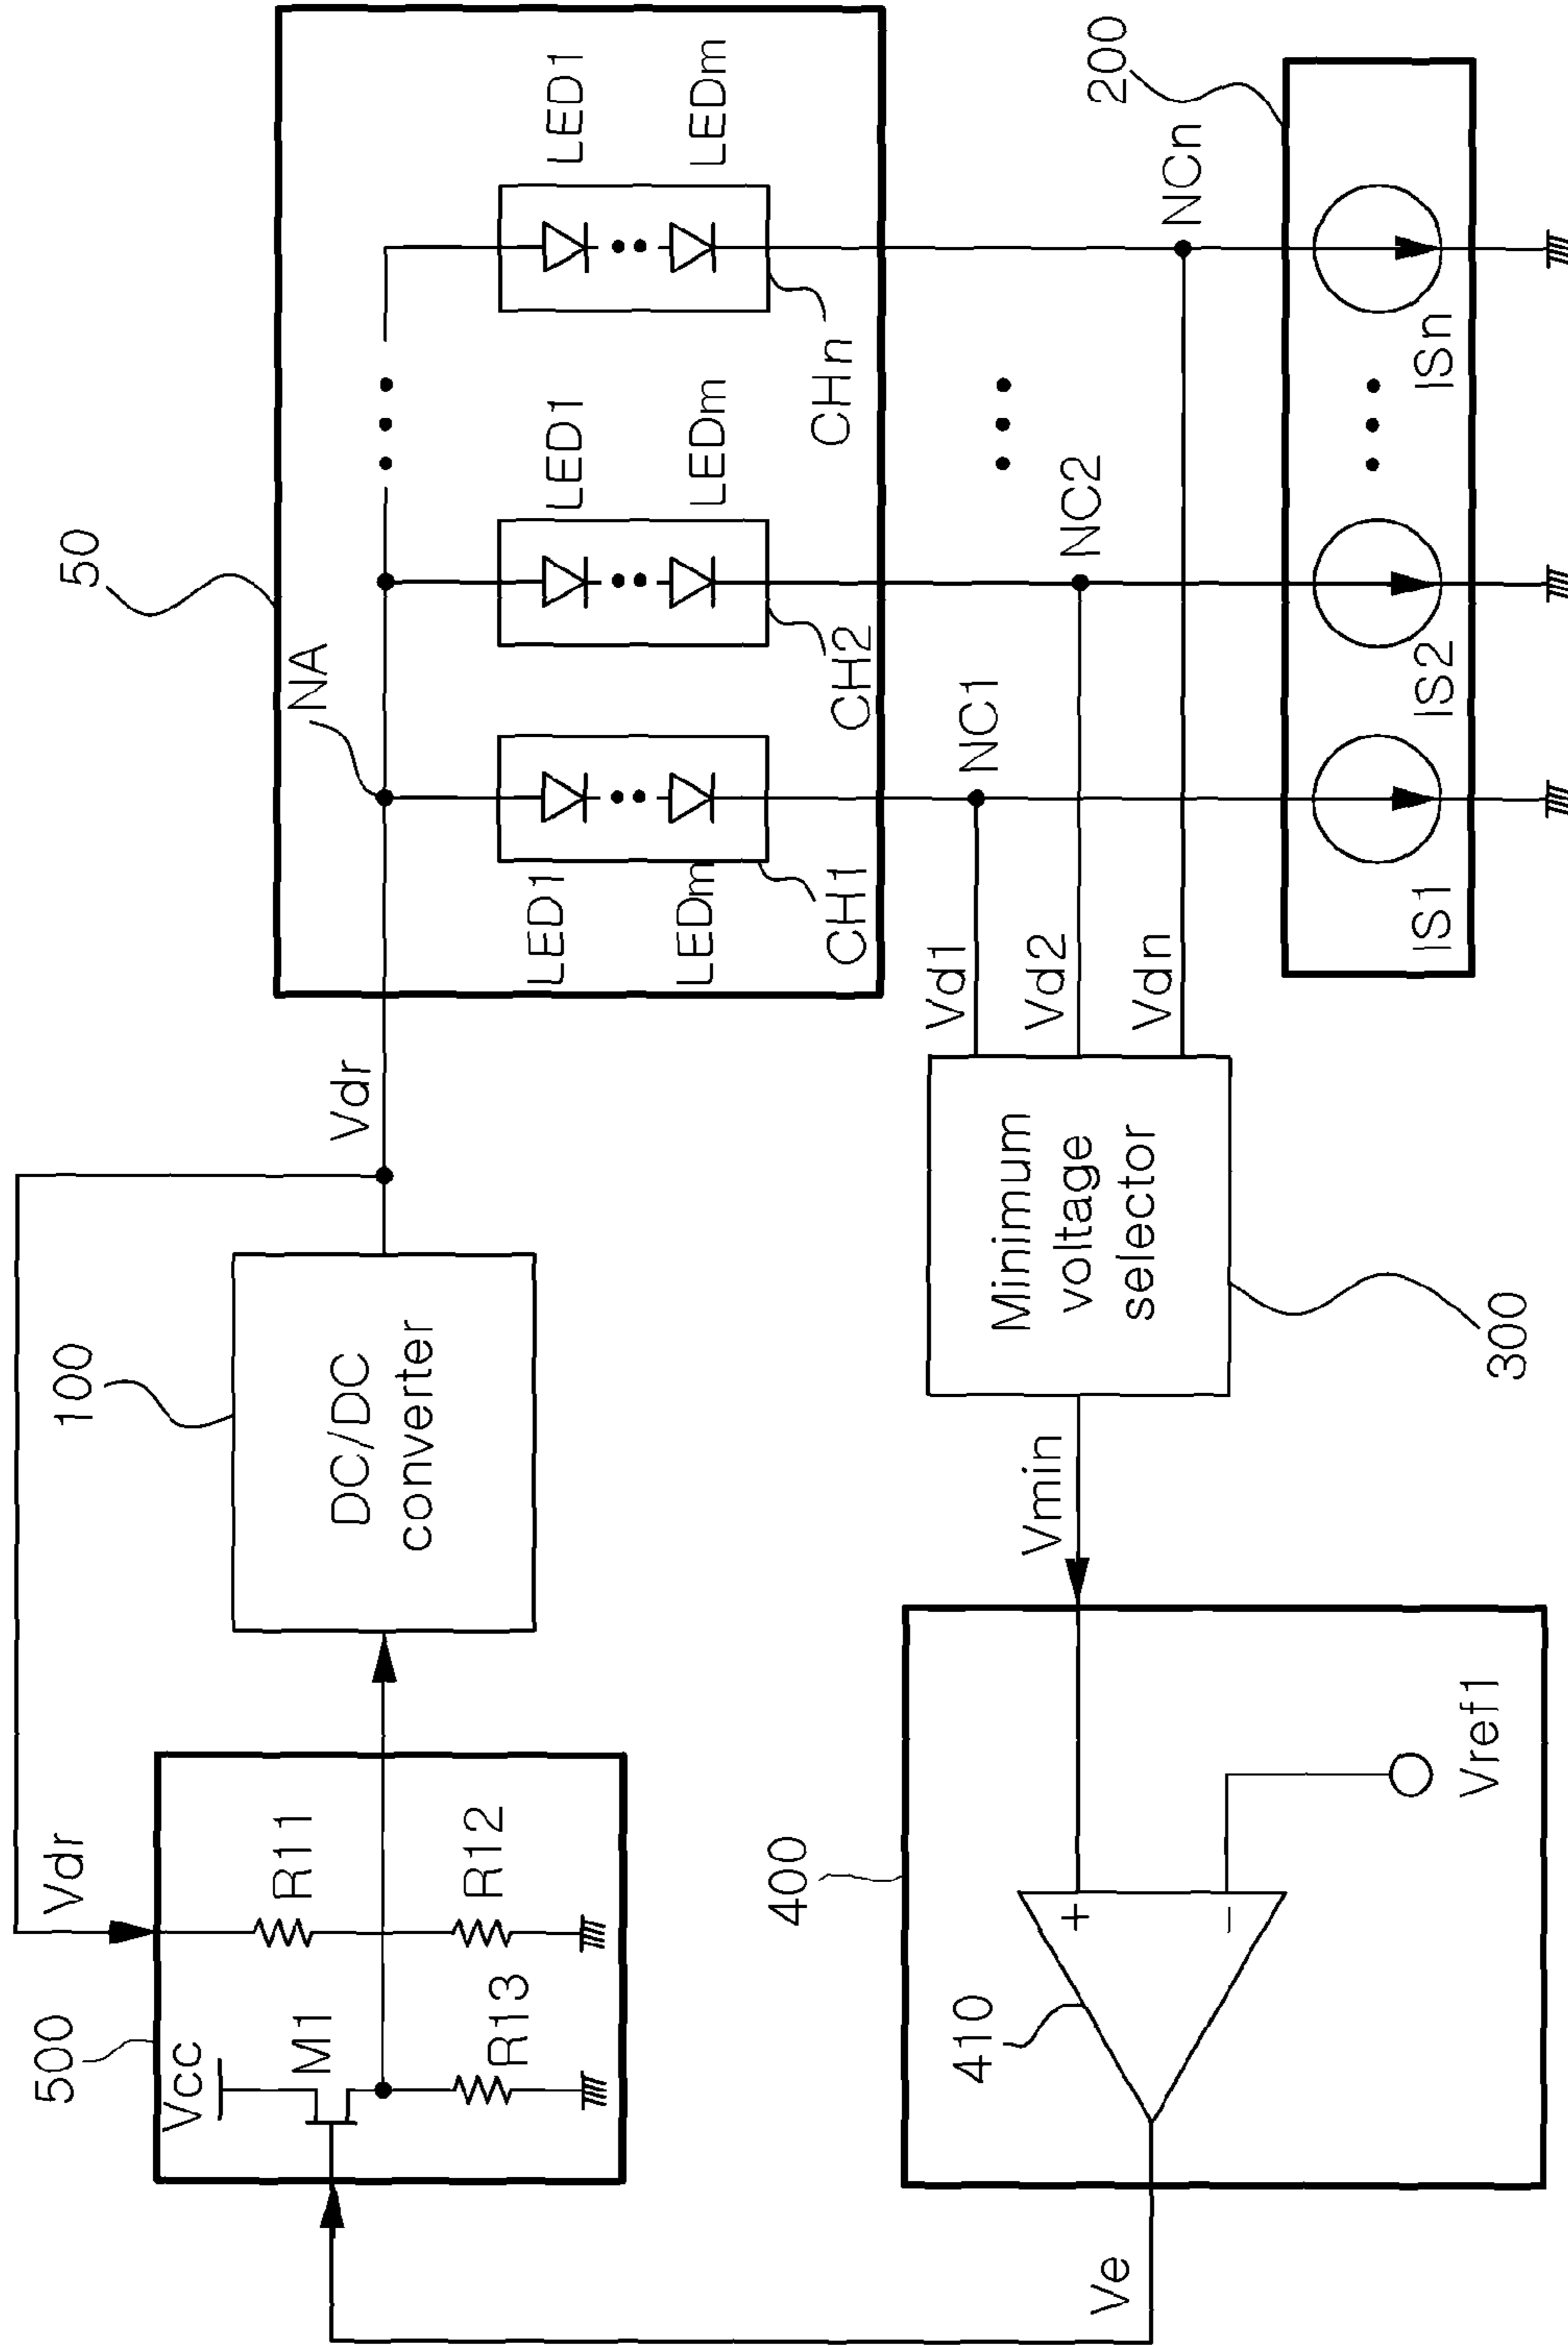 50
NA
LED1
LEDm
CH1
LED1
LEDm
CH2
LED1
LEDm
CHn
Vdr
100
DC/DC
converter
Vdr
500
Vcc
M1
R11
R12
R13
NC1
NC2
NCn
200
IS1
IS2
ISn
Vd1
Vd2
Vdn
Minimum
voltage
selector
300
Vmin
400
410
+
−
Vref1
Ve